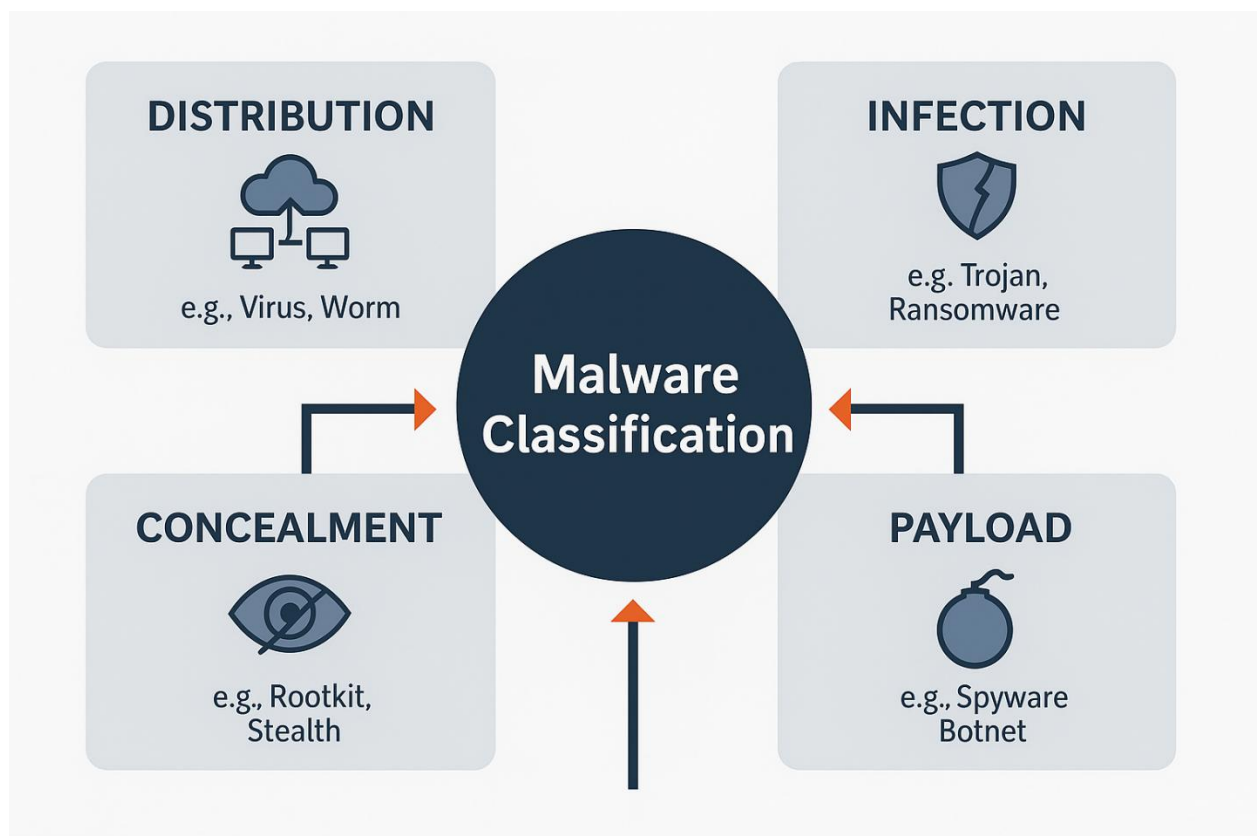 DISTRIBUTION
e.g., Virus, Worm
INFECTION
e.g. Trojan,
Ransomware
Malware
Classification
CONCEALMENT
e.g., Rootkit,
Stealth
PAYLOAD
e.g., Spyware
Botnet